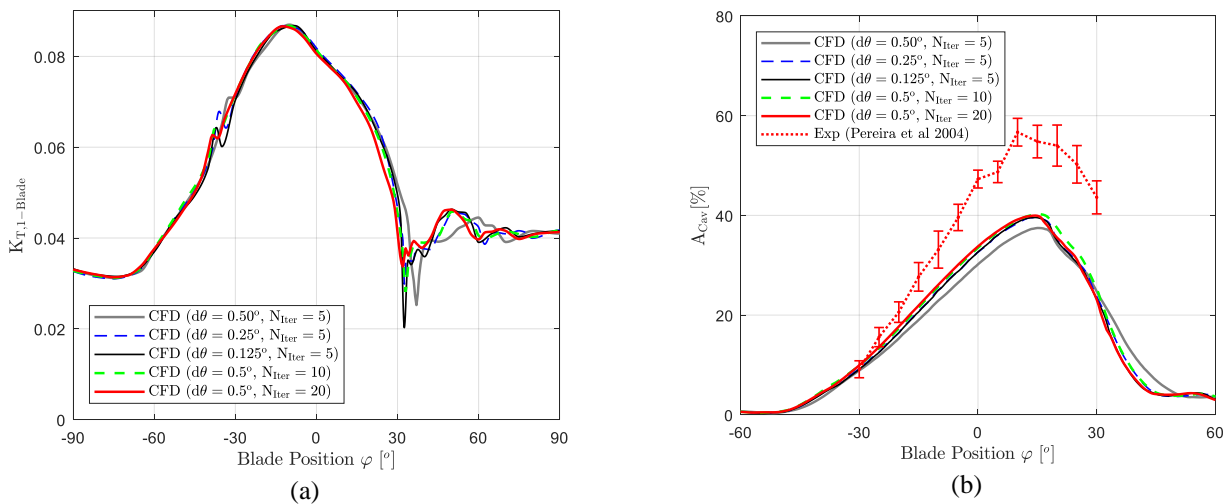 0.08
0.06
0.04
0.02
0
K_T,1−Blade
CFD (dθ = 0.50°, N_Iter = 5)
CFD (dθ = 0.25°, N_Iter = 5)
CFD (dθ = 0.125°, N_Iter = 5)
CFD (dθ = 0.5°, N_Iter = 10)
CFD (dθ = 0.5°, N_Iter = 20)
-90 -60 -30 0 30 60 90
Blade Position φ [°]
(a)
80
60
40
20
0
A_Cav[%]
CFD (dθ = 0.50°, N_Iter = 5)
CFD (dθ = 0.25°, N_Iter = 5)
CFD (dθ = 0.125°, N_Iter = 5)
CFD (dθ = 0.5°, N_Iter = 10)
CFD (dθ = 0.5°, N_Iter = 20)
Exp (Pereira et al 2004)
-60 -30 0 30 60
Blade Position φ [°]
(b)